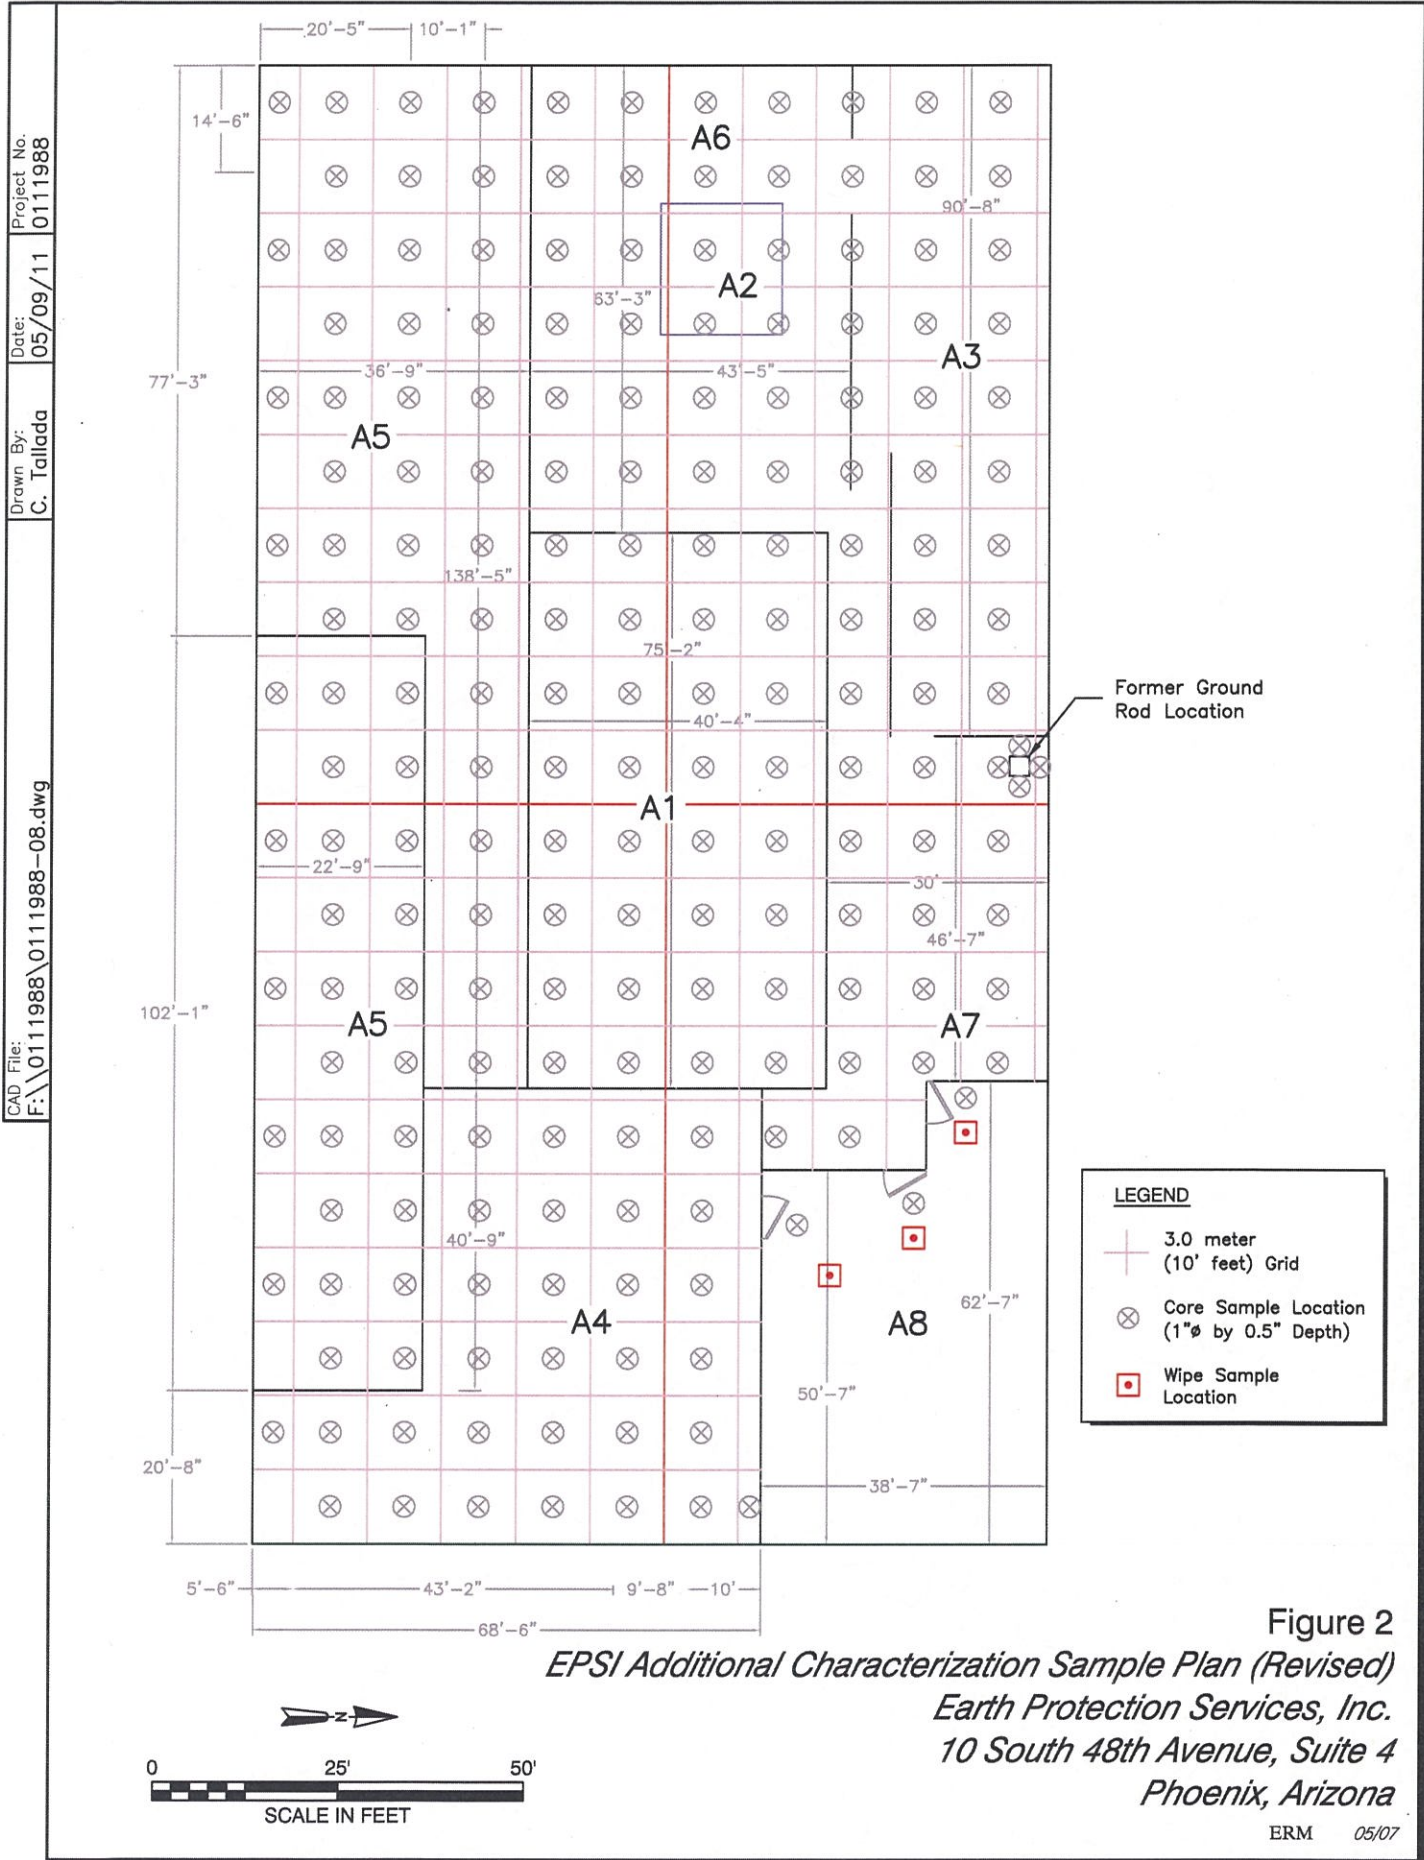 20'-5"
10'-1"
14'-6"
A6
90'-8"
A2
63'-3"
A3
77'-3"
36'-9"
43'-5"
A5
138'-5"
75'-2"
40'-4"
Former Ground
Rod Location
A1
22'-9"
30'
46'-7"
102'-1"
A5
A7
40'-9"
62'-7"
A4
A8
50'-7"
20'-8"
38'-7"
5'-6"
43'-2"
9'-8"
10'
68'-6"
LEGEND
3.0 meter
(10' feet) Grid
Core Sample Location
(1"ø by 0.5" Depth)
Wipe Sample
Location
Project No.
0111988
Date:
05/09/11
Drawn By:
C. Tallada
CAD File:
F:\\0111988\0111988-08.dwg
N
0 25' 50'
SCALE IN FEET
Figure 2
EPSI Additional Characterization Sample Plan (Revised)
Earth Protection Services, Inc.
10 South 48th Avenue, Suite 4
Phoenix, Arizona
ERM 05/07